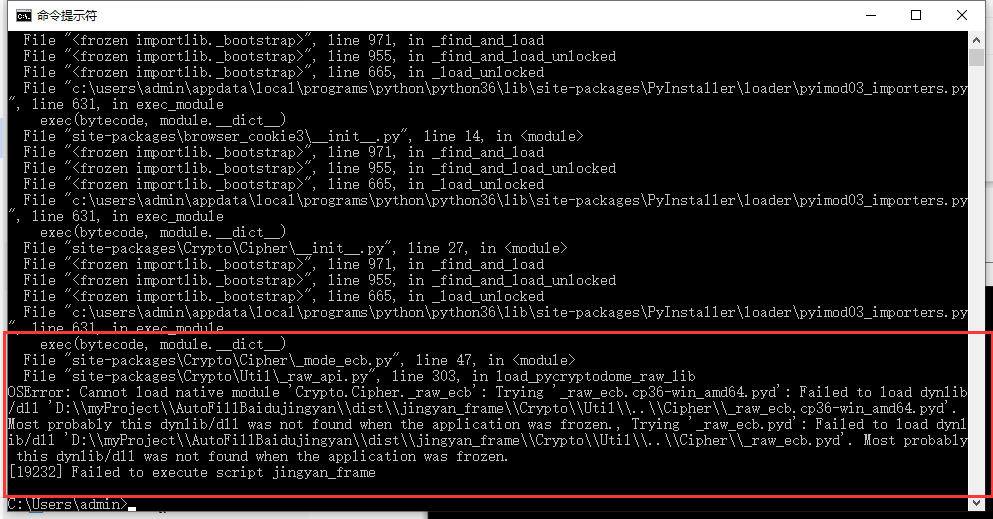 命令提示符
File "<frozen importlib._bootstrap>", line 971, in _find_and_load
File "<frozen importlib._bootstrap>", line 955, in _find_and_load_unlocked
File "<frozen importlib._bootstrap>", line 665, in _load_unlocked
File "c:\users\admin\appdata\local\programs\python\python36\lib\site-packages\PyInstaller\loader\pyimod03_importers.py
", line 631, in exec_module
exec(bytecode, module.__dict__)
File "site-packages\browser_cookie3\__init__.py", line 14, in <module>
File "<frozen importlib._bootstrap>", line 971, in _find_and_load
File "<frozen importlib._bootstrap>", line 955, in _find_and_load_unlocked
File "<frozen importlib._bootstrap>", line 665, in _load_unlocked
File "c:\users\admin\appdata\local\programs\python\python36\lib\site-packages\PyInstaller\loader\pyimod03_importers.py
", line 631, in exec_module
exec(bytecode, module.__dict__)
File "site-packages\Crypto\Cipher\__init__.py", line 27, in <module>
File "<frozen importlib._bootstrap>", line 971, in _find_and_load
File "<frozen importlib._bootstrap>", line 955, in _find_and_load_unlocked
File "<frozen importlib._bootstrap>", line 665, in _load_unlocked
File "c:\users\admin\appdata\local\programs\python\python36\lib\site-packages\PyInstaller\loader\pyimod03_importers.py
", line 631, in exec_module
exec(bytecode, module.__dict__)
File "site-packages\Crypto\Cipher\_mode_ecb.py", line 47, in <module>
File "site-packages\Crypto\Util\_raw_api.py", line 303, in load_pycryptodome_raw_lib
OSError: Cannot load native module 'Crypto.Cipher._raw_ecb': Trying '_raw_ecb.cp36-win_amd64.pyd': Failed to load dynlib
/dll 'D:\\myProject\\AutoFillBaidujingyan\\dist\\jingyan_frame\\Crypto\\Util\\..\\Cipher\\_raw_ecb.cp36-win_amd64.pyd'.
Most probably this dynlib/dll was not found when the application was frozen., Trying '_raw_ecb.pyd': Failed to load dynl
ib/dll 'D:\\myProject\\AutoFillBaidujingyan\\dist\\jingyan_frame\\Crypto\\Util\\..\\Cipher\\_raw_ecb.pyd'. Most probably
this dynlib/dll was not found when the application was frozen.
[19232] Failed to execute script jingyan_frame
C:\Users\admin>